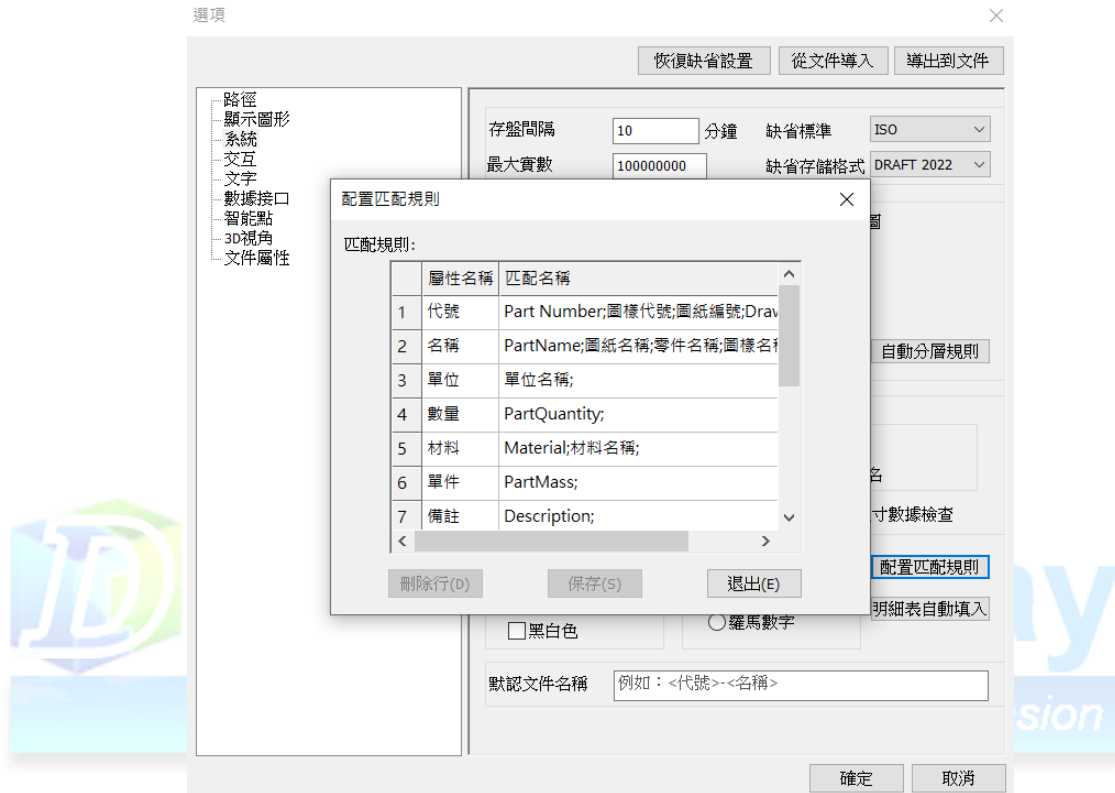 選項
恢復缺省設置 從文件導入 導出到文件
路徑
顯示圖形
系統
交互
文字
數據接口
智能點
3D視角
文件屬性
存盤間隔 10 分鐘 缺省標準 ISO
最大實數 100000000 缺省存儲格式 DRAFT 2022
配置匹配規則
匹配規則:
屬性名稱 匹配名稱
1 代號 Part Number;圖樣代號;圖紙編號;Draw
2 名稱 PartName;圖紙名稱;零件名稱;圖樣名稱
3 單位 單位名稱;
4 數量 PartQuantity;
5 材料 Material;材料名稱;
6 單件 PartMass;
7 備註 Description;
刪除行(D) 保存(S) 退出(E)
圖
自動分層規則
名
寸數據檢查
配置匹配規則
明細表自動填入
黑白色 羅馬數字
默認文件名稱 例如：<代號>-<名稱>
確定 取消
JD
ay
sion